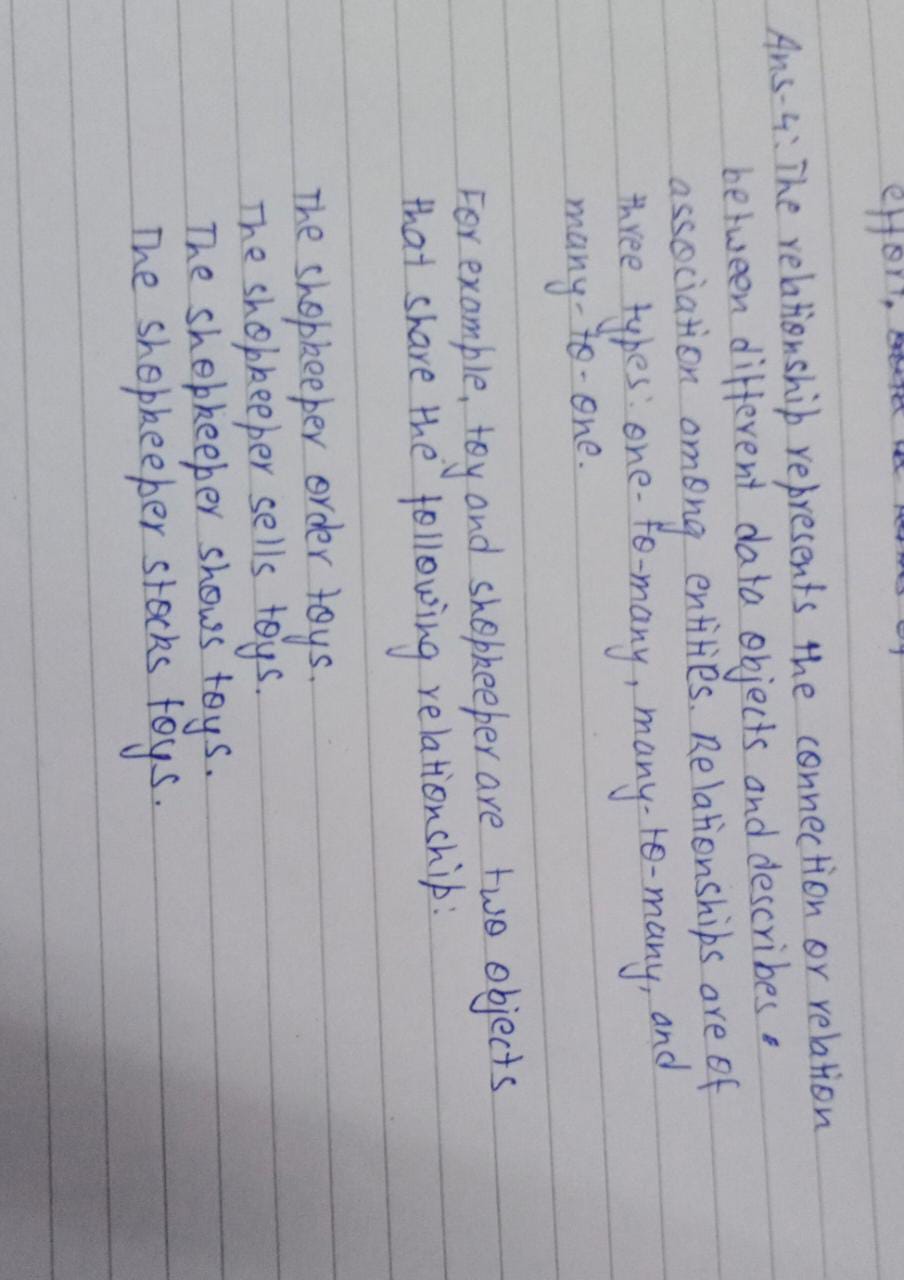 effort,
Ans-4: The relationship represents the connection or relation
between different data objects and describes
association among entities. Relationships are of
three types: one-to-many, many-to-many, and
many-to-one.
For example, toy and shopkeeper are two objects
that share the following relationship:
The shopkeeper order toys.
The shopkeeper sells toys.
The shopkeeper shows toys.
The shopkeeper stocks toys.